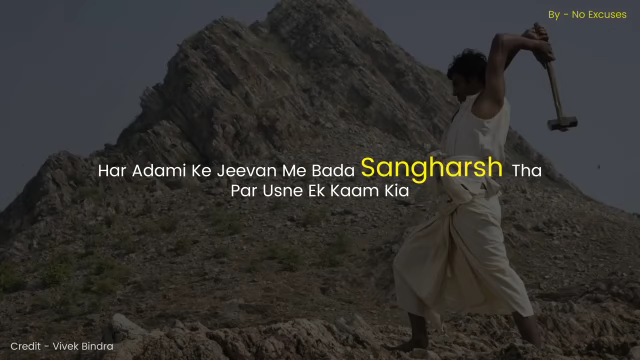 By - No Excuses
Har Adami Ke Jeevan Me Bada Sangharsh Tha
Par Usne Ek Kaam Kia
Credit - Vivek Bindra